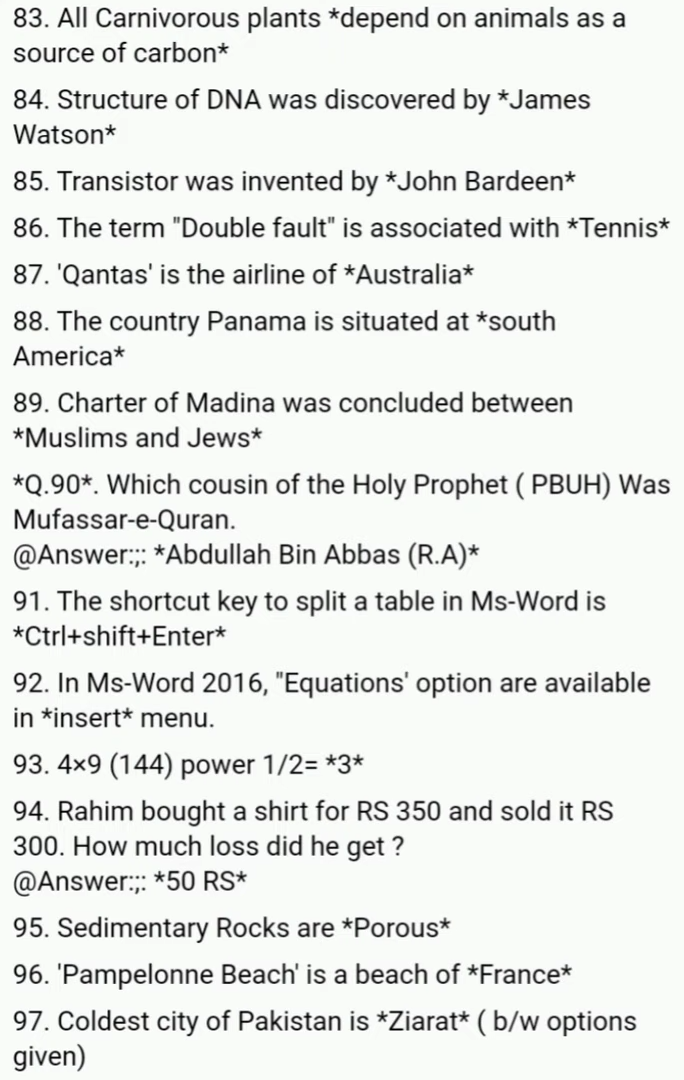 83. All Carnivorous plants *depend on animals as a
source of carbon*
84. Structure of DNA was discovered by *James
Watson*
85. Transistor was invented by *John Bardeen*
86. The term "Double fault" is associated with *Tennis*
87. 'Qantas' is the airline of *Australia*
88. The country Panama is situated at *south
America*
89. Charter of Madina was concluded between
*Muslims and Jews*
*Q.90*. Which cousin of the Holy Prophet ( PBUH) Was
Mufassar-e-Quran.
@Answer:;: *Abdullah Bin Abbas (R.A)*
91. The shortcut key to split a table in Ms-Word is
*Ctrl+shift+Enter*
92. In Ms-Word 2016, "Equations' option are available
in *insert* menu.
93. 4×9 (144) power 1/2= *3*
94. Rahim bought a shirt for RS 350 and sold it RS
300. How much loss did he get ?
@Answer:;: *50 RS*
95. Sedimentary Rocks are *Porous*
96. 'Pampelonne Beach' is a beach of *France*
97. Coldest city of Pakistan is *Ziarat* ( b/w options
given)